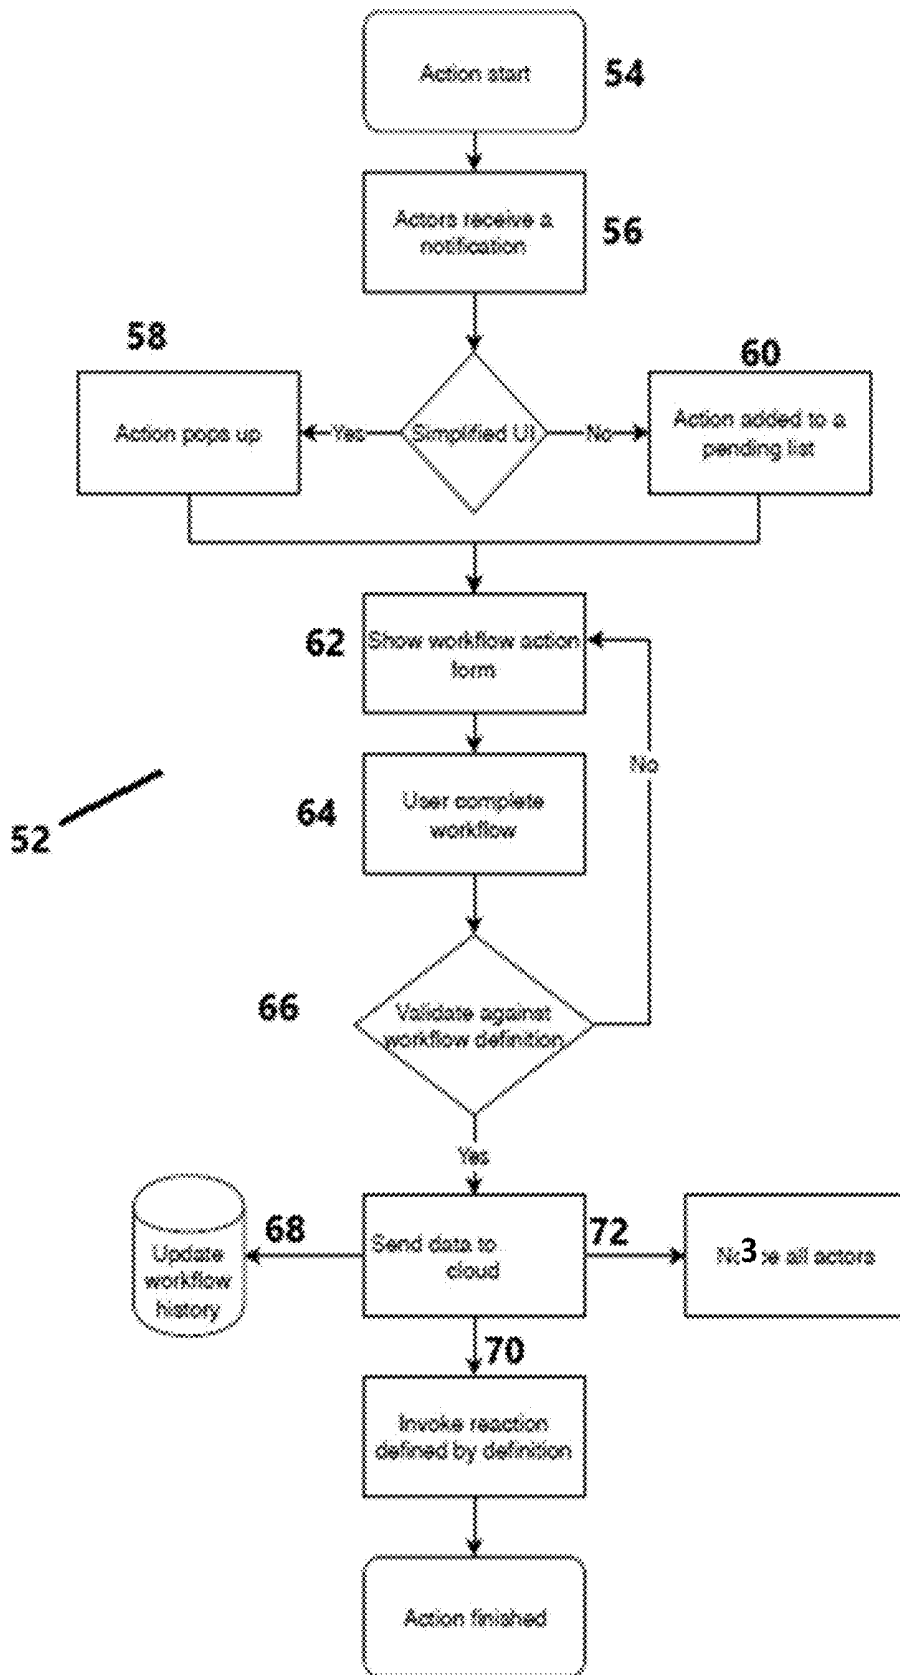 Action start
54
Actors receive a
notification
56
58
60
Action pops up
Yes
Simplified UI
No
Action added to a
pending list
62
Show workflow action
form
No
64
User complete
workflow
52
66
Validate against
workflow definition
Yes
68
Update
workflow
history
Send data to
cloud
72
3
all actors
70
Invoke reaction
defined by definition
Action finished